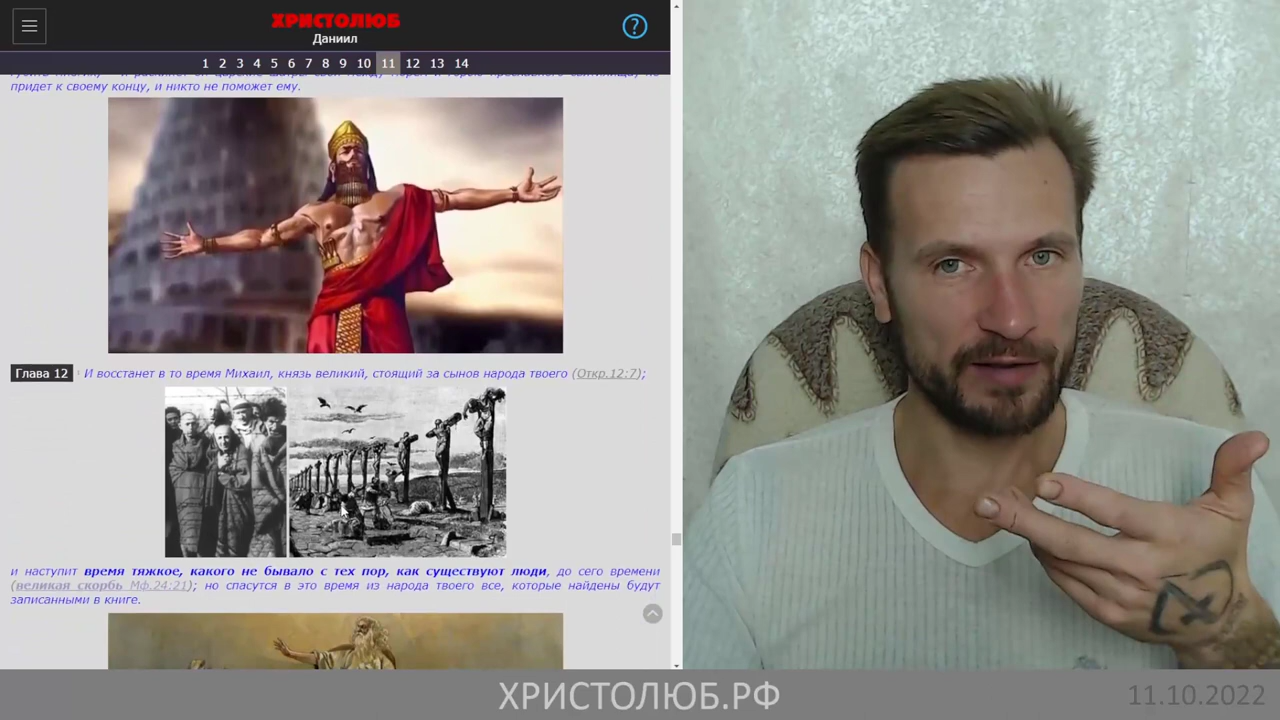 ХРИСТОЛЮБ
Даниил
1 2 3 4 5 6 7 8 9 10 11 12 13 14
придет к своему концу, и никто не поможет ему.
Глава 12 1 И восстанет в то время Михаил, князь великий, стоящий за сынов народа твоего (Откр.12:7);
и наступит время тяжкое, какого не бывало с тех пор, как существуют люди, до сего времени
(великая скорбь Мф.24:21); но спасутся в это время из народа твоего все, которые найдены будут
записанными в книге.
ХРИСТОЛЮБ.РФ
11.10.2022